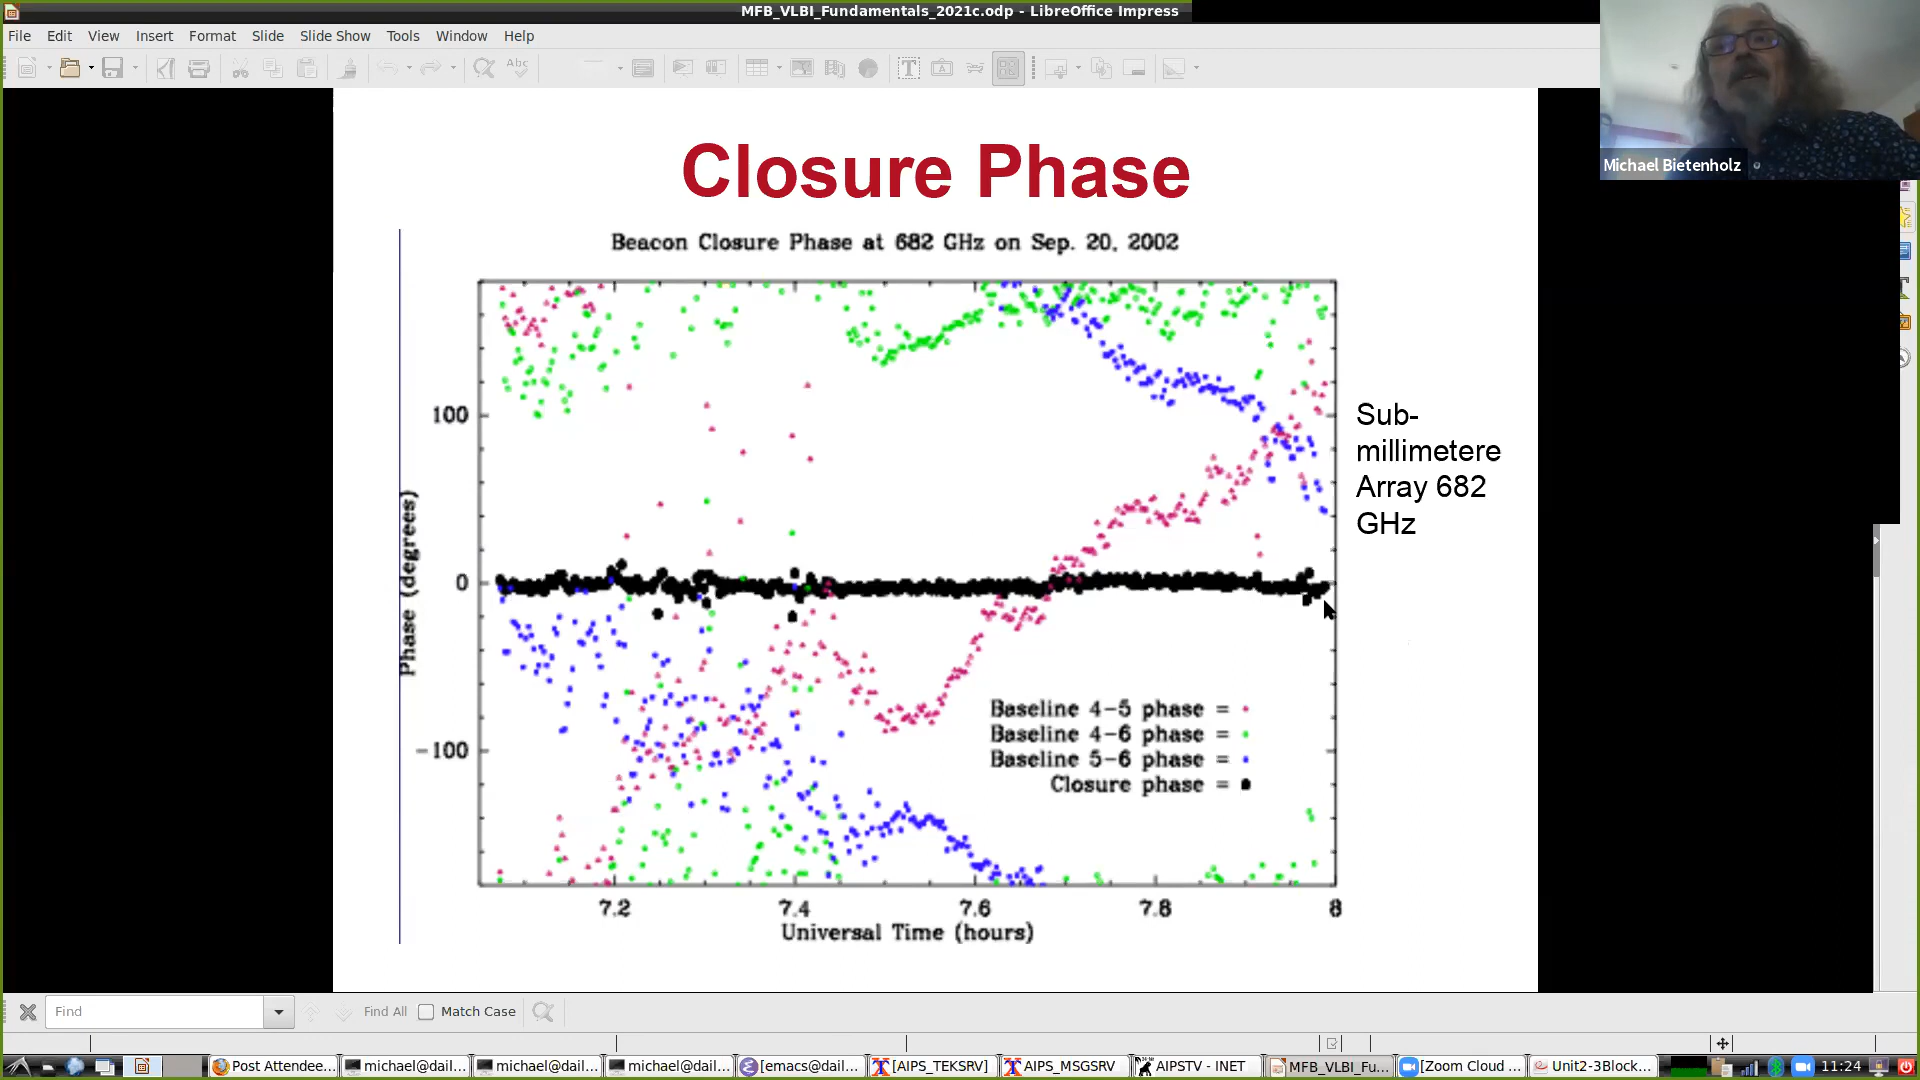 MFB_VLBI_Fundamentals_2021c.odp - LibreOffice Impress
File Edit View Insert Format Slide Slide Show Tools Window Help
Michael Bietenholz
Closure Phase
Beacon Closure Phase at 682 GHz on Sep. 20, 2002
100
0
-100
Phase (degrees)
Sub-
millimetere
Array 682
GHz
Baseline 4-5 phase =
Baseline 4-6 phase =
Baseline 5-6 phase =
Closure phase =
7.2 7.4 7.6 7.8 8
Universal Time (hours)
Find Find All Match Case
Post Attendee... michael@dail... michael@dail... michael@dail... [emacs@dail... [AIPS_TEKSRV] AIPS_MSGSRV AIPSTV - INET MFB_VLBI_Fu... [Zoom Cloud ... Unit2-3Block... 11:24